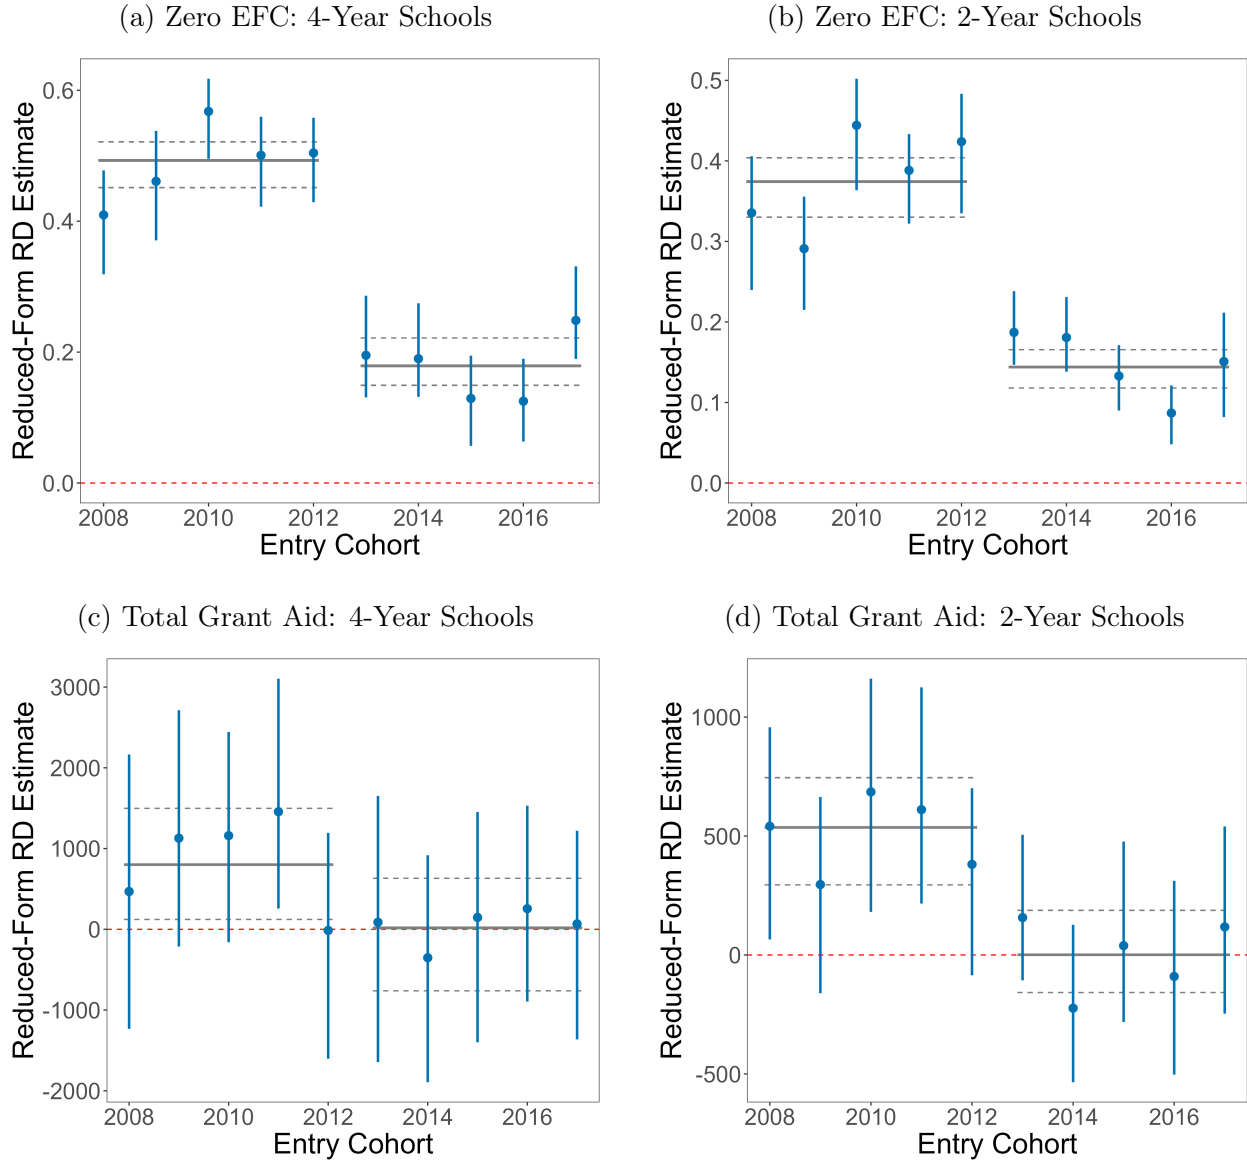 (a) Zero EFC: 4-Year Schools
Reduced-Form RD Estimate
0.6
0.4
0.2
0.0
2008 2010 2012 2014 2016
Entry Cohort
(b) Zero EFC: 2-Year Schools
Reduced-Form RD Estimate
0.5
0.4
0.3
0.2
0.1
0.0
2008 2010 2012 2014 2016
Entry Cohort
(c) Total Grant Aid: 4-Year Schools
Reduced-Form RD Estimate
3000
2000
1000
0
-1000
-2000
2008 2010 2012 2014 2016
Entry Cohort
(d) Total Grant Aid: 2-Year Schools
Reduced-Form RD Estimate
1000
500
0
-500
2008 2010 2012 2014 2016
Entry Cohort